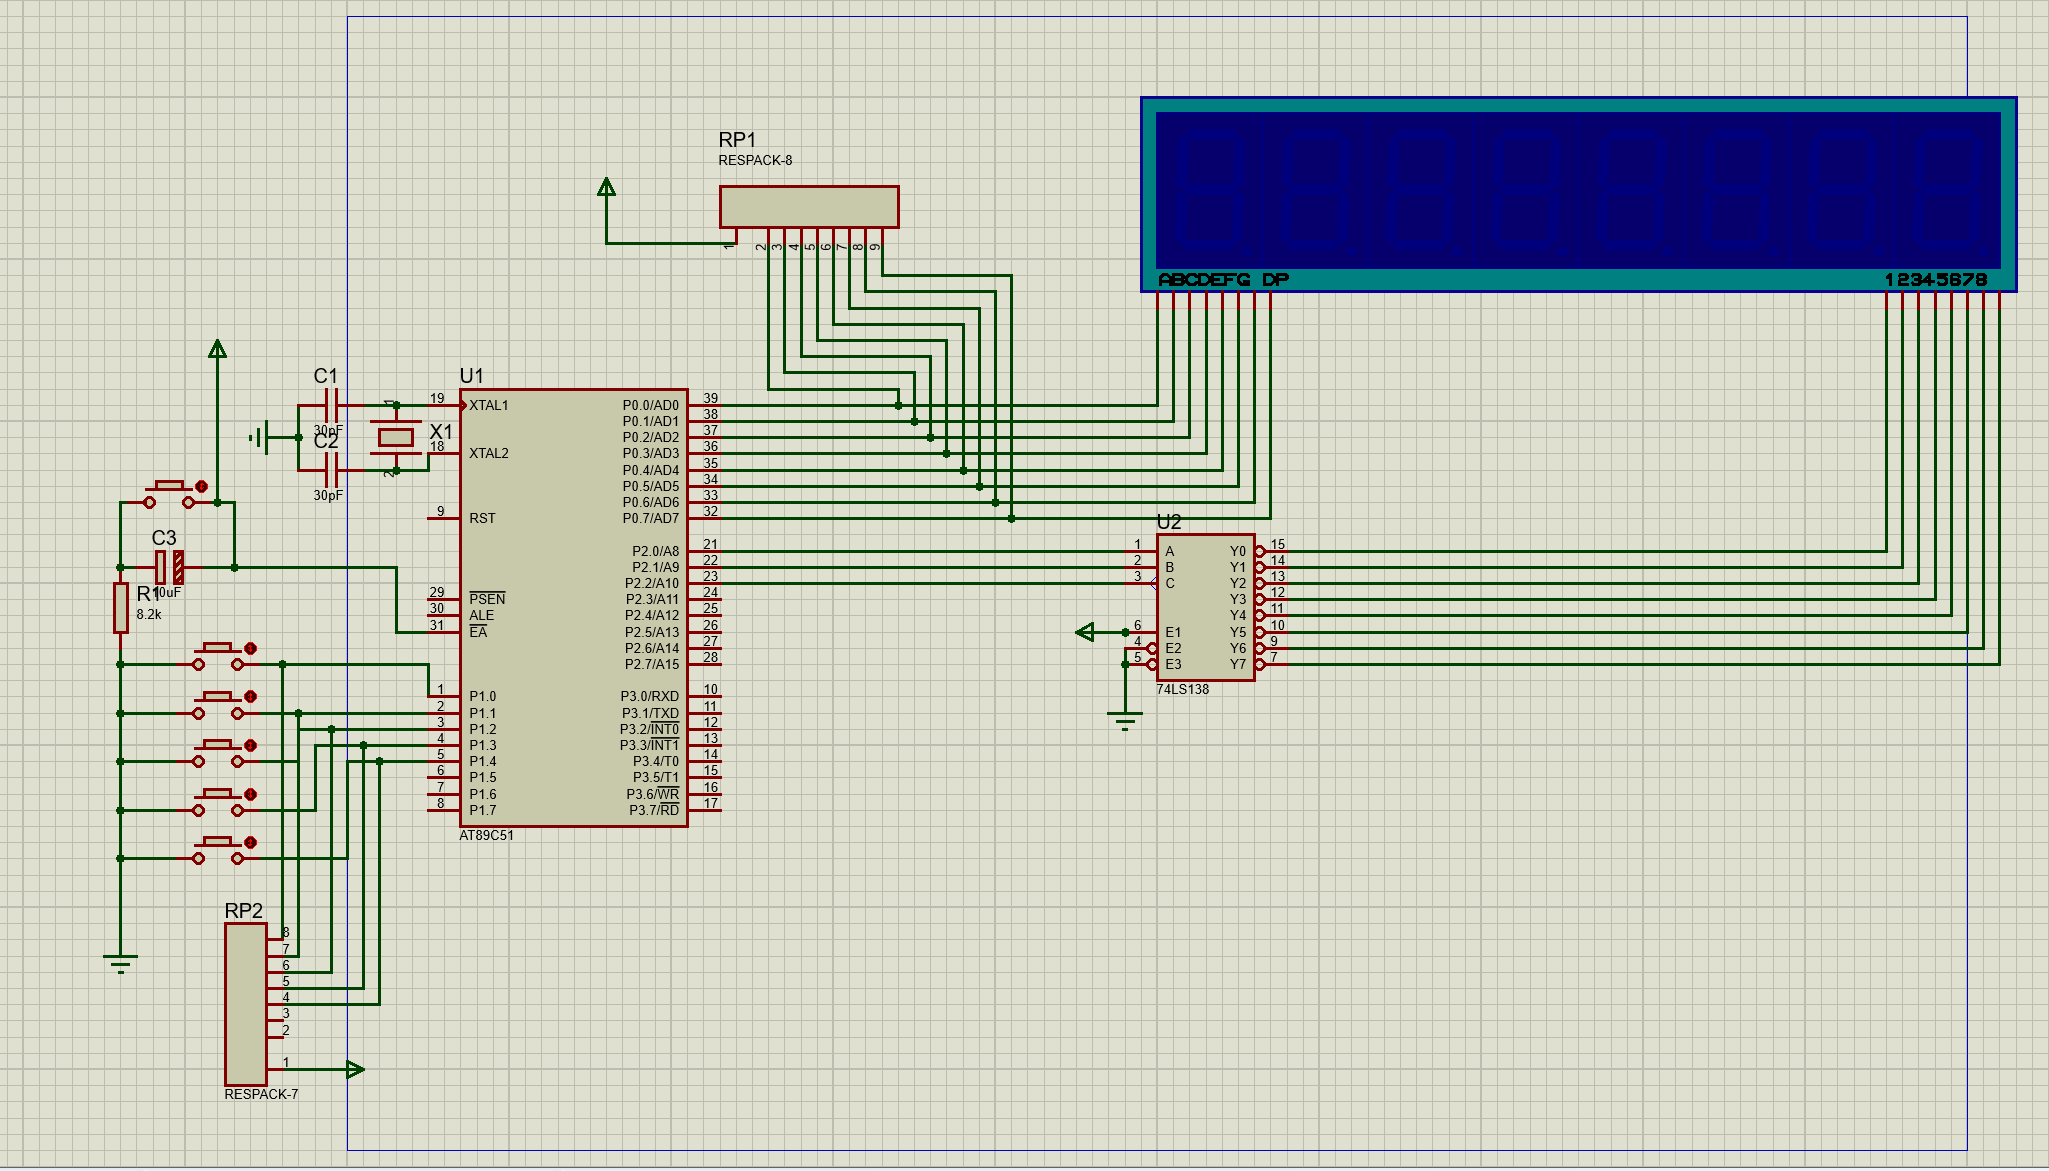 RP1
RESPACK-8
1
2
3
4
5
6
7
8
9
ABCDEFG DP
12345678
C1
30pF
C2
30pF
1
2
X1
U1
19
XTAL1
18
XTAL2
9
RST
29
PSEN
30
ALE
31
EA
1
P1.0
2
P1.1
3
P1.2
4
P1.3
5
P1.4
6
P1.5
7
P1.6
8
P1.7
P0.0/AD0
39
P0.1/AD1
38
P0.2/AD2
37
P0.3/AD3
36
P0.4/AD4
35
P0.5/AD5
34
P0.6/AD6
33
P0.7/AD7
32
P2.0/A8
21
P2.1/A9
22
P2.2/A10
23
P2.3/A11
24
P2.4/A12
25
P2.5/A13
26
P2.6/A14
27
P2.7/A15
28
P3.0/RXD
10
P3.1/TXD
11
P3.2/INT0
12
P3.3/INT1
13
P3.4/T0
14
P3.5/T1
15
P3.6/WR
16
P3.7/RD
17
AT89C51
C3
10uF
R1
8.2k
U2
1
A
2
B
3
C
6
E1
4
E2
5
E3
Y0
15
Y1
14
Y2
13
Y3
12
Y4
11
Y5
10
Y6
9
Y7
7
74LS138
RP2
8
7
6
5
4
3
2
1
RESPACK-7